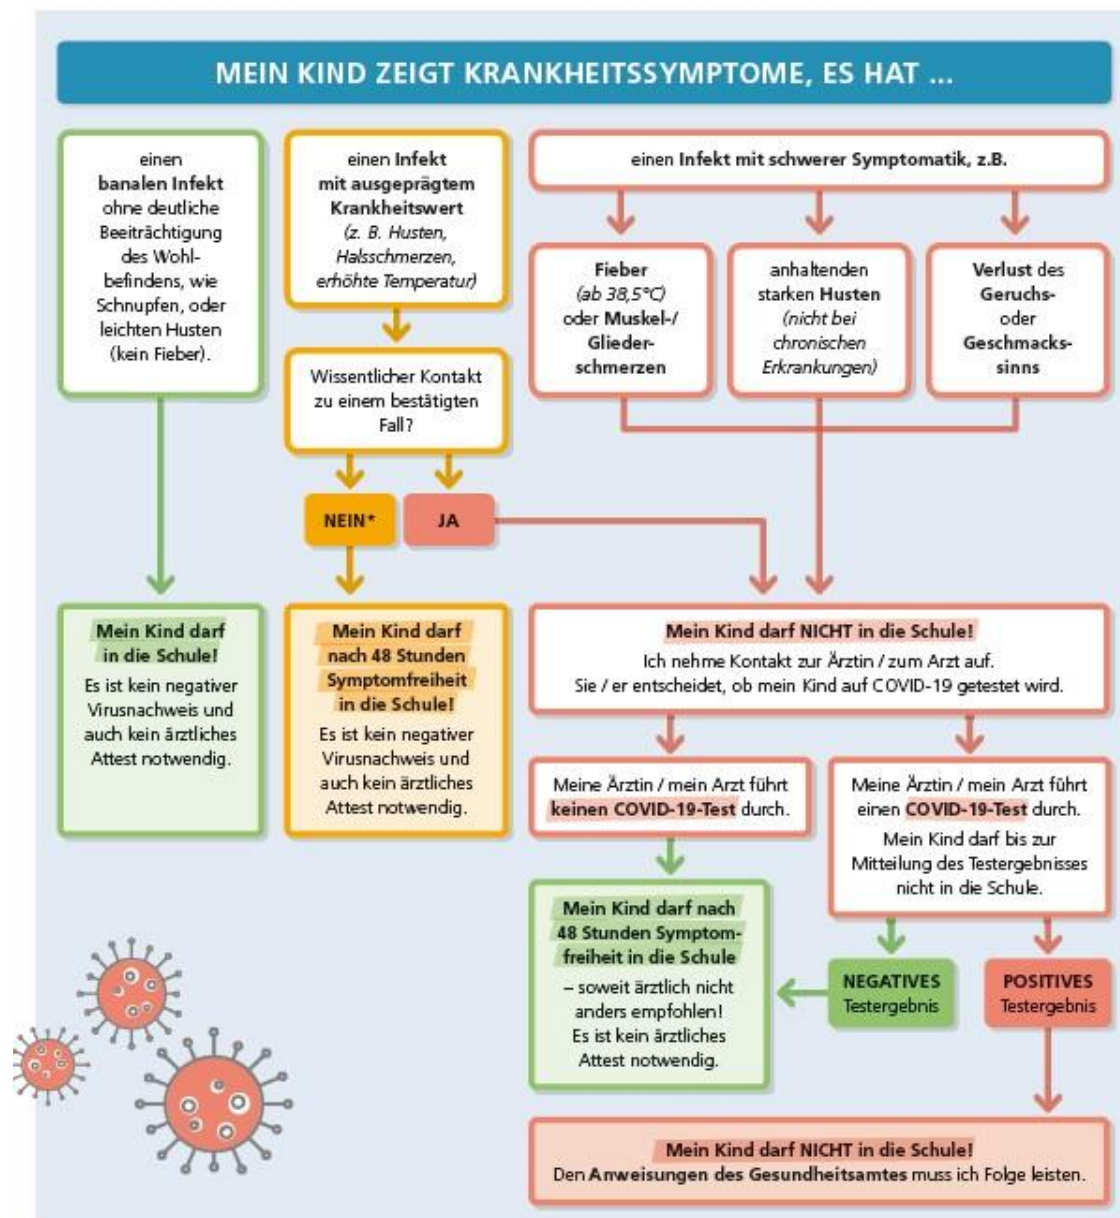 MEIN KIND ZEIGT KRANKHEITSSYMPTOME, ES HAT ...
einen
banalen Infekt
ohne deutliche
Beeiträchtigung
des Wohl-
befindens, wie
Schnupfen, oder
leichten Husten
(kein Fieber).
einen Infekt
mit ausgeprägtem
Krankheitswert
(z. B. Husten,
Halsschmerzen,
erhöhte Temperatur)
Wissentlicher Kontakt
zu einem bestätigten
Fall?
NEIN*
JA
einen Infekt mit schwerer Symptomatik, z.B.
Fieber
(ab 38,5°C)
oder Muskel-/
Glieder-
schmerzen
anhaltenden
starken Husten
(nicht bei
chronischen
Erkrankungen)
Verlust des
Geruchs-
oder
Geschmacks-
sinns
Mein Kind darf
in die Schule!
Es ist kein negativer
Virusnachweis und
auch kein ärztliches
Attest notwendig.
Mein Kind darf
nach 48 Stunden
Symptomfreiheit
in die Schule!
Es ist kein negativer
Virusnachweis und
auch kein ärztliches
Attest notwendig.
Mein Kind darf NICHT in die Schule!
Ich nehme Kontakt zur Ärztin / zum Arzt auf.
Sie / er entscheidet, ob mein Kind auf COVID-19 getestet wird.
Meine Ärztin / mein Arzt führt
keinen COVID-19-Test durch.
Meine Ärztin / mein Arzt führt
einen COVID-19-Test durch.
Mein Kind darf bis zur
Mitteilung des Testergebnisses
nicht in die Schule.
Mein Kind darf nach
48 Stunden Symptom-
freiheit in die Schule
– soweit ärztlich nicht
anders empfohlen!
Es ist kein ärztliches
Attest notwendig.
NEGATIVES
Testergebnis
POSITIVES
Testergebnis
Mein Kind darf NICHT in die Schule!
Den Anweisungen des Gesundheitsamtes muss ich Folge leisten.